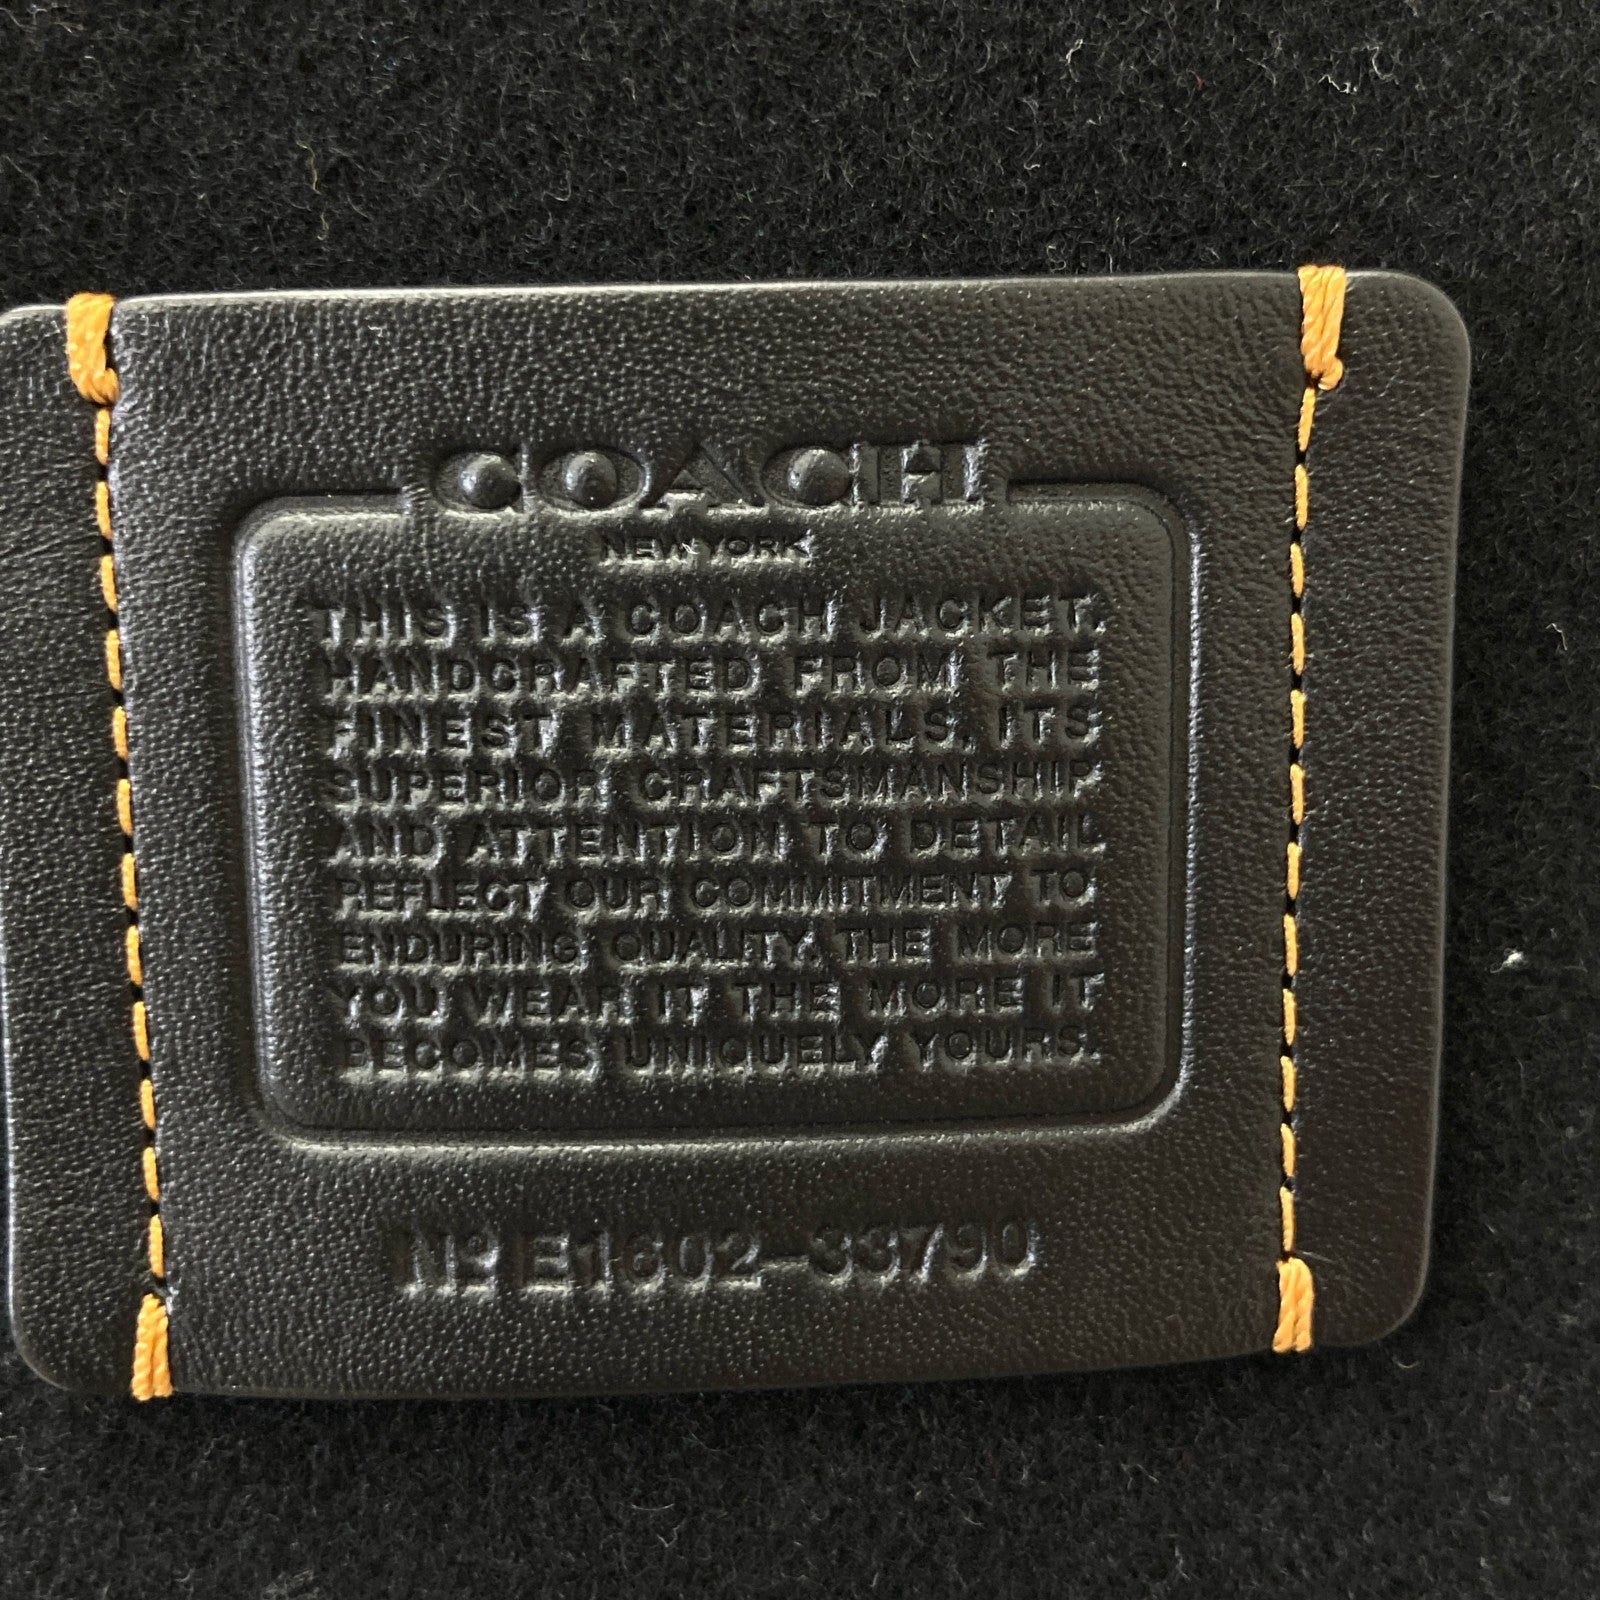 COACH
NEW YORK
THIS IS A COACH JACKET.
HANDCRAFTED FROM THE
FINEST MATERIALS, ITS
SUPERIOR CRAFTSMANSHIP
AND ATTENTION TO DETAIL
REFLECT OUR COMMITMENT TO
ENDURING QUALITY. THE MORE
YOU WEAR IT THE MORE IT
BECOMES UNIQUELY YOURS.
Nº E1602-33790